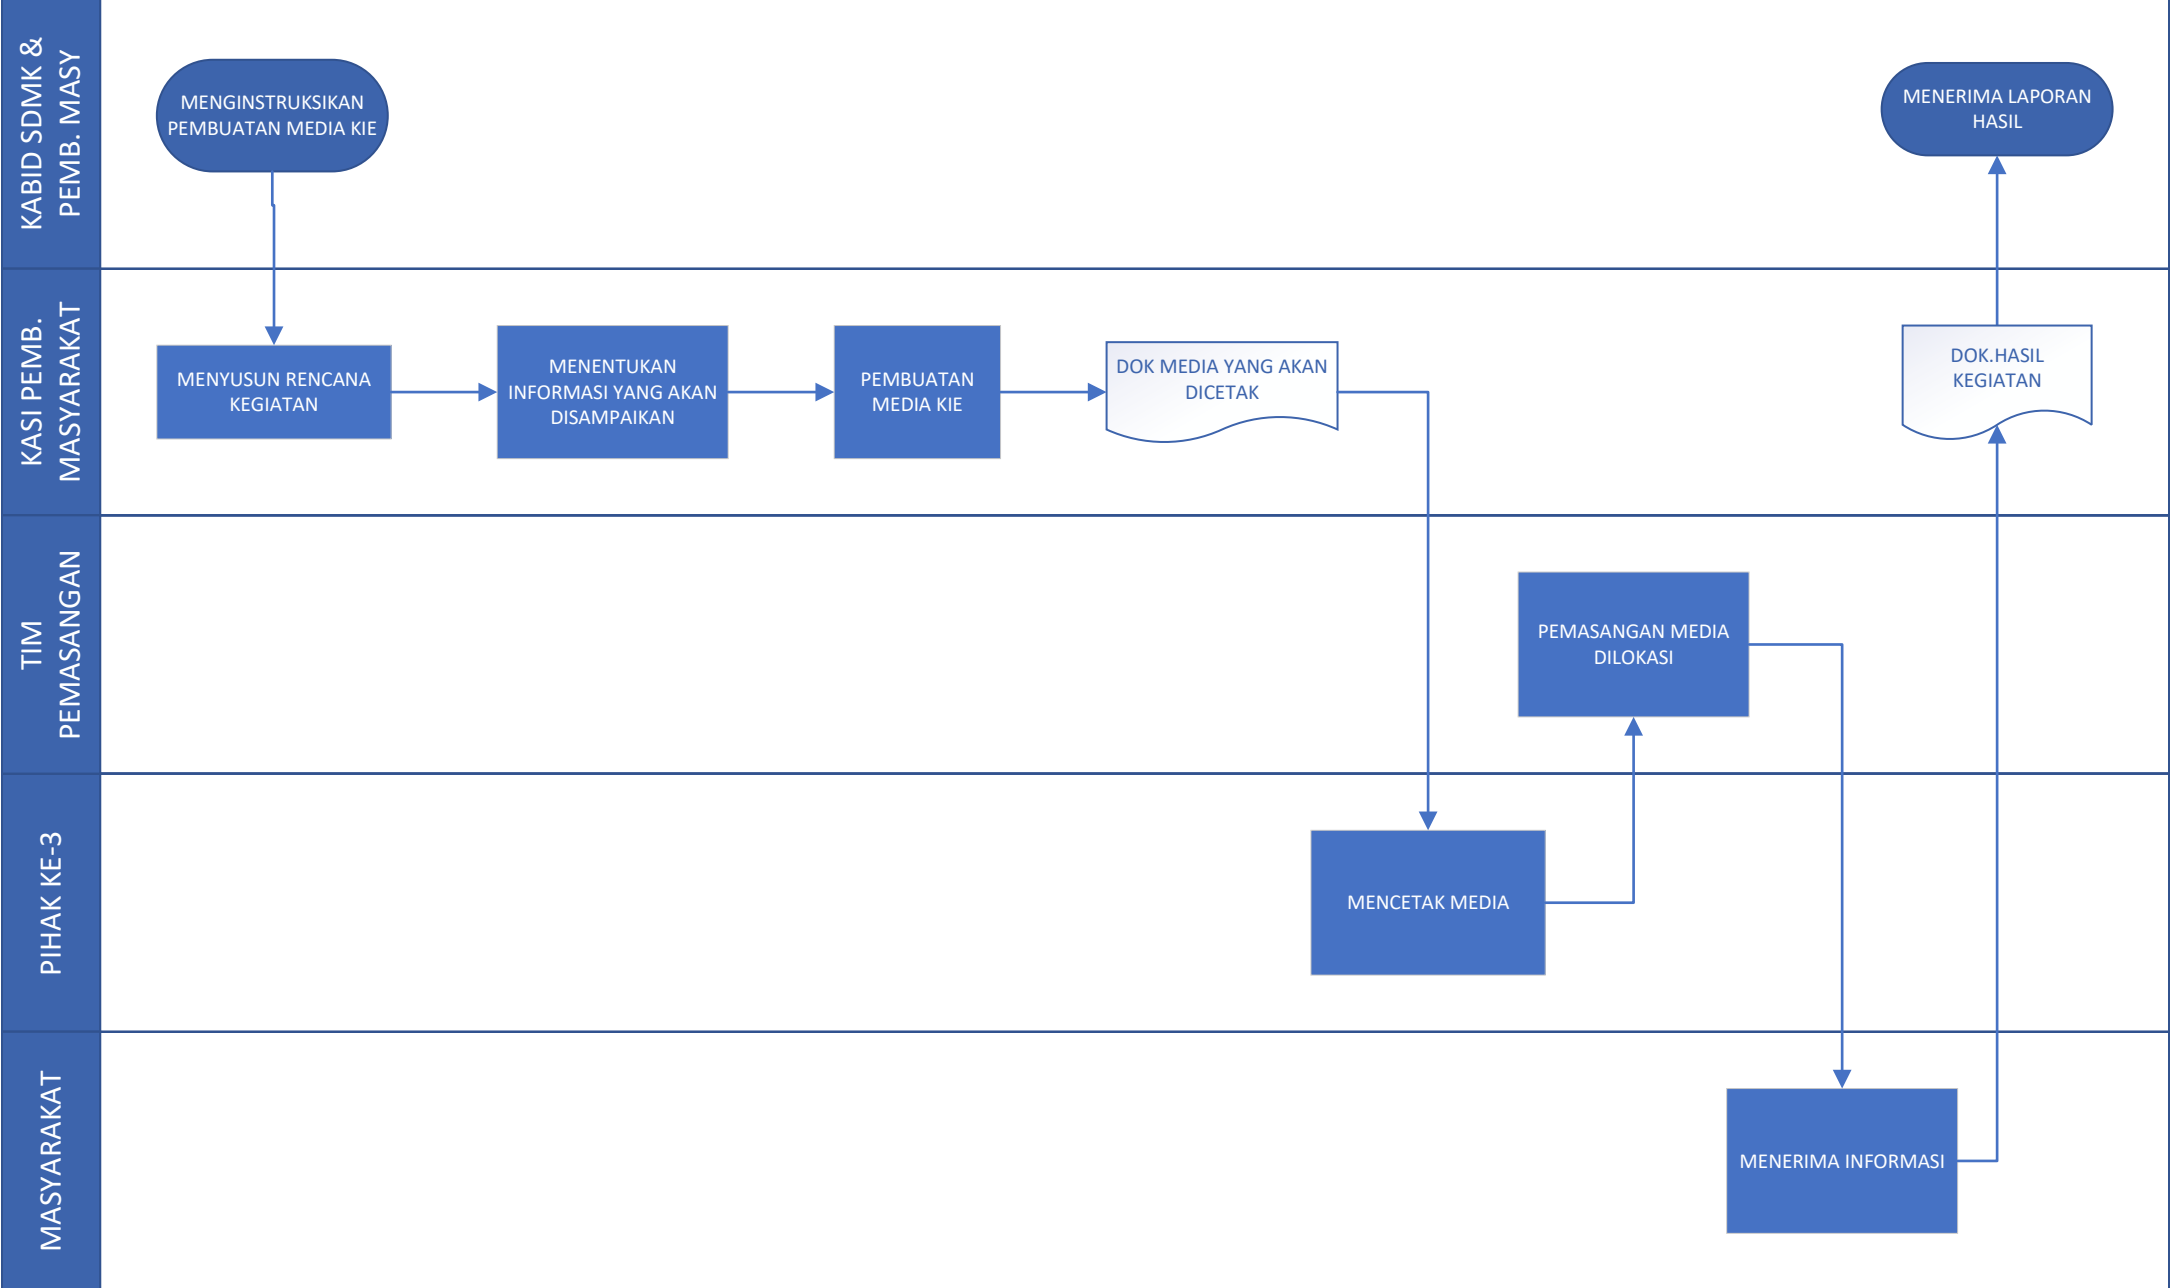 KABID SDMK &
PEMB. MASY
MENGINSTRUKSIKAN
PEMBUATAN MEDIA KIE
MENERIMA LAPORAN
HASIL
KASI PEMB.
MASYARAKAT
MENYUSUN RENCANA
KEGIATAN
MENENTUKAN
INFORMASI YANG AKAN
DISAMPAIKAN
PEMBUATAN
MEDIA KIE
DOK MEDIA YANG AKAN
DICETAK
DOK.HASIL
KEGIATAN
TIM
PEMASANGAN
PEMASANGAN MEDIA
DILOKASI
PIHAK KE-3
MENCETAK MEDIA
MASYARAKAT
MENERIMA INFORMASI